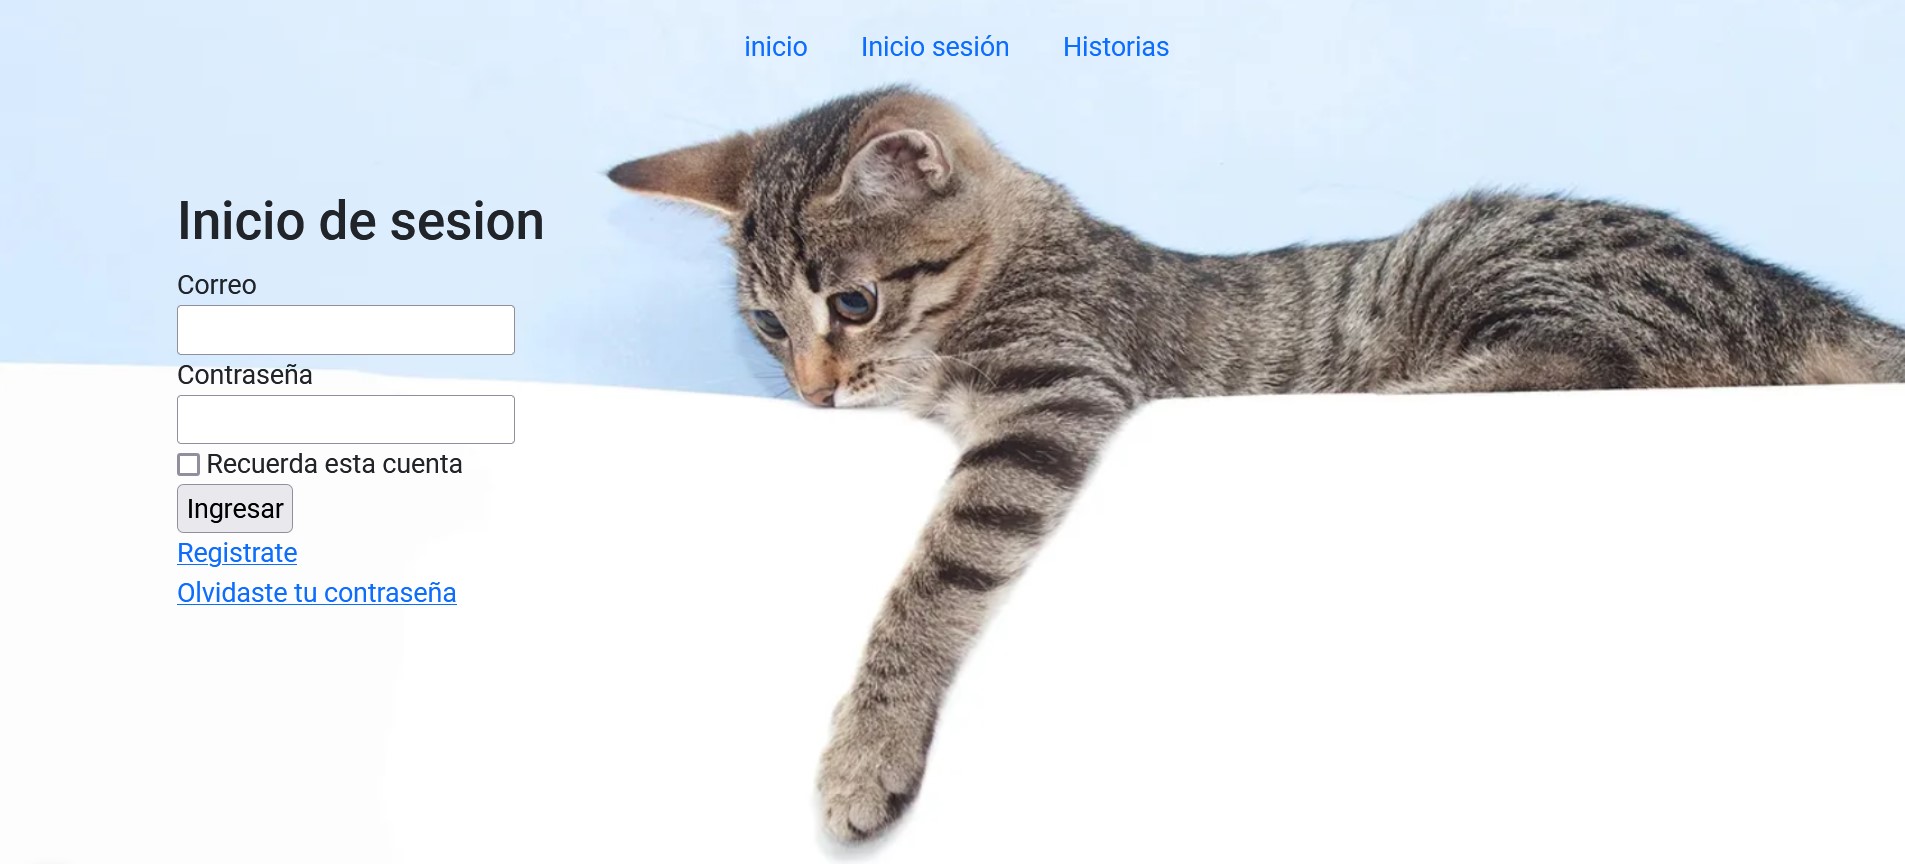 inicio Inicio sesión Historias
Inicio de sesion
Correo
Contraseña
Recuerda esta cuenta
Ingresar
Registrate
Olvidaste tu contraseña